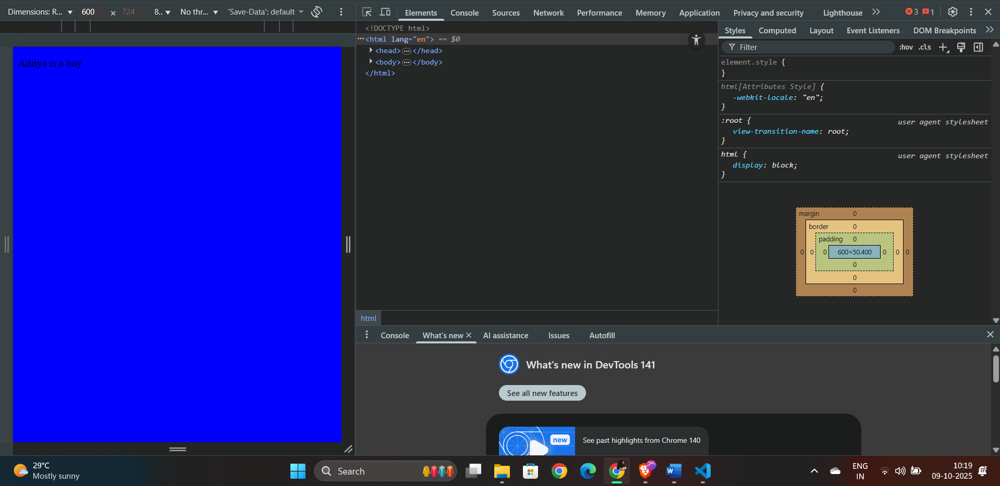 Dimensions: R... ▼ 600 × 724 8.. ▼ No thr... ▼ 'Save-Data': default ▼
Elements Console Sources Network Performance Memory Application Privacy and security Lighthouse >> 3 1
Aditya is a boy
<!DOCTYPE html>
···<html lang="en"> == $0
<head>···</head>
<body>···</body>
</html>
html
Styles Computed Layout Event Listeners DOM Breakpoints >>
Filter :hov .cls +
element.style {
}
html[Attributes Style] {
-webkit-locale: "en";
}
:root { user agent stylesheet
view-transition-name: root;
}
html { user agent stylesheet
display: block;
}
margin 0
border 0
padding 0
0 0 0 600×50.400 0 0 0
0
0
0
Console What's new × AI assistance Issues Autofill
What's new in DevTools 141
See all new features
new See past highlights from Chrome 140
29°C
Mostly sunny
Search
ENG
IN
10:19
09-10-2025